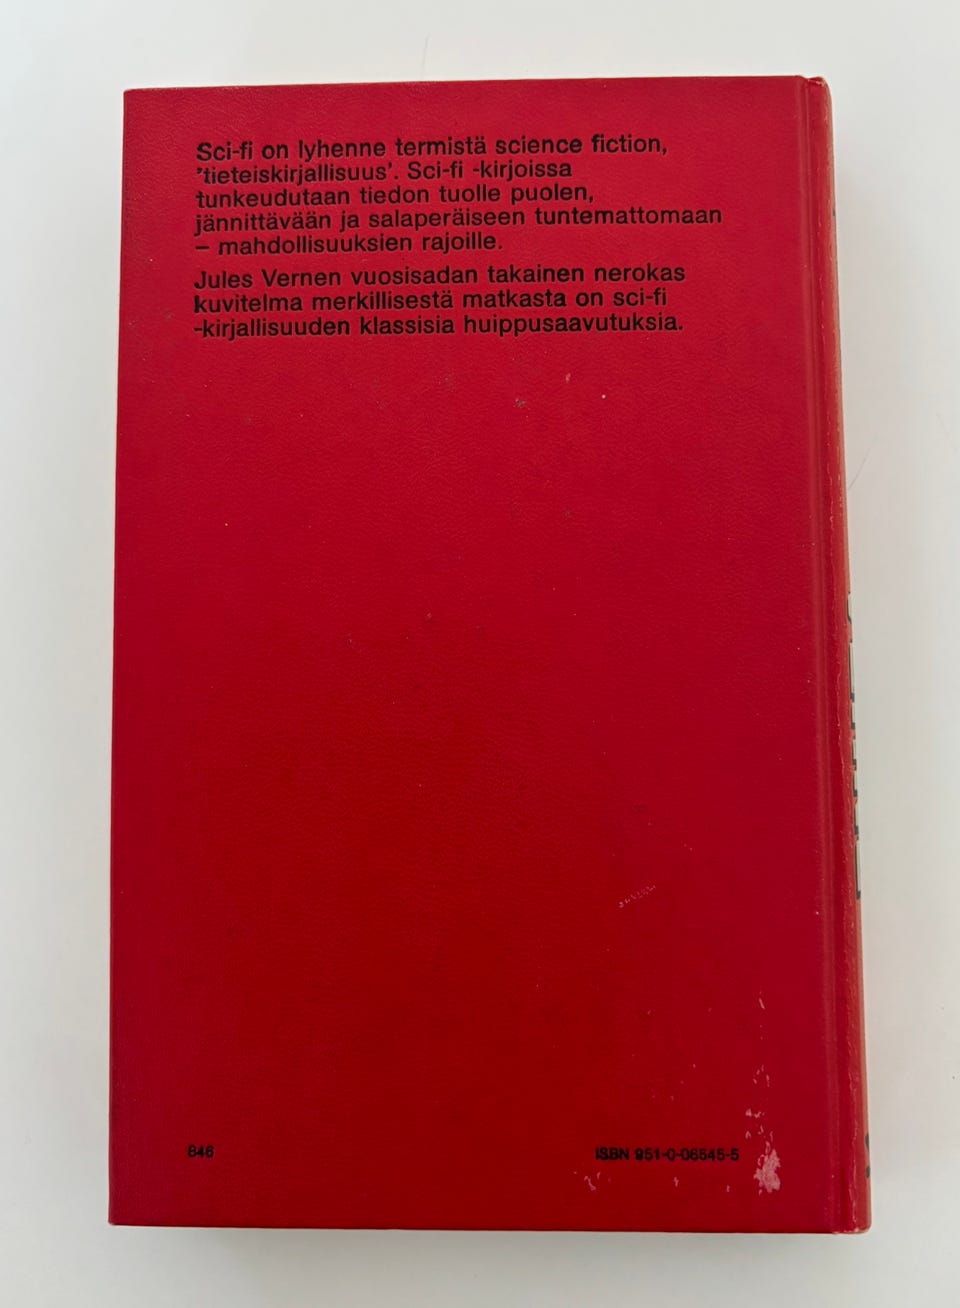 Sci-fi on lyhenne termistä science fiction,
'tieteiskirjallisuus'. Sci-fi -kirjoissa
tunkeudutaan tiedon tuolle puolen,
jännittävään ja salaperäiseen tuntemattomaan
– mahdollisuuksien rajoille.
Jules Vernen vuosisadan takainen nerokas
kuvitelma merkillisestä matkasta on sci-fi
-kirjallisuuden klassisia huippusaavutuksia.
846
ISBN 951-0-06545-5